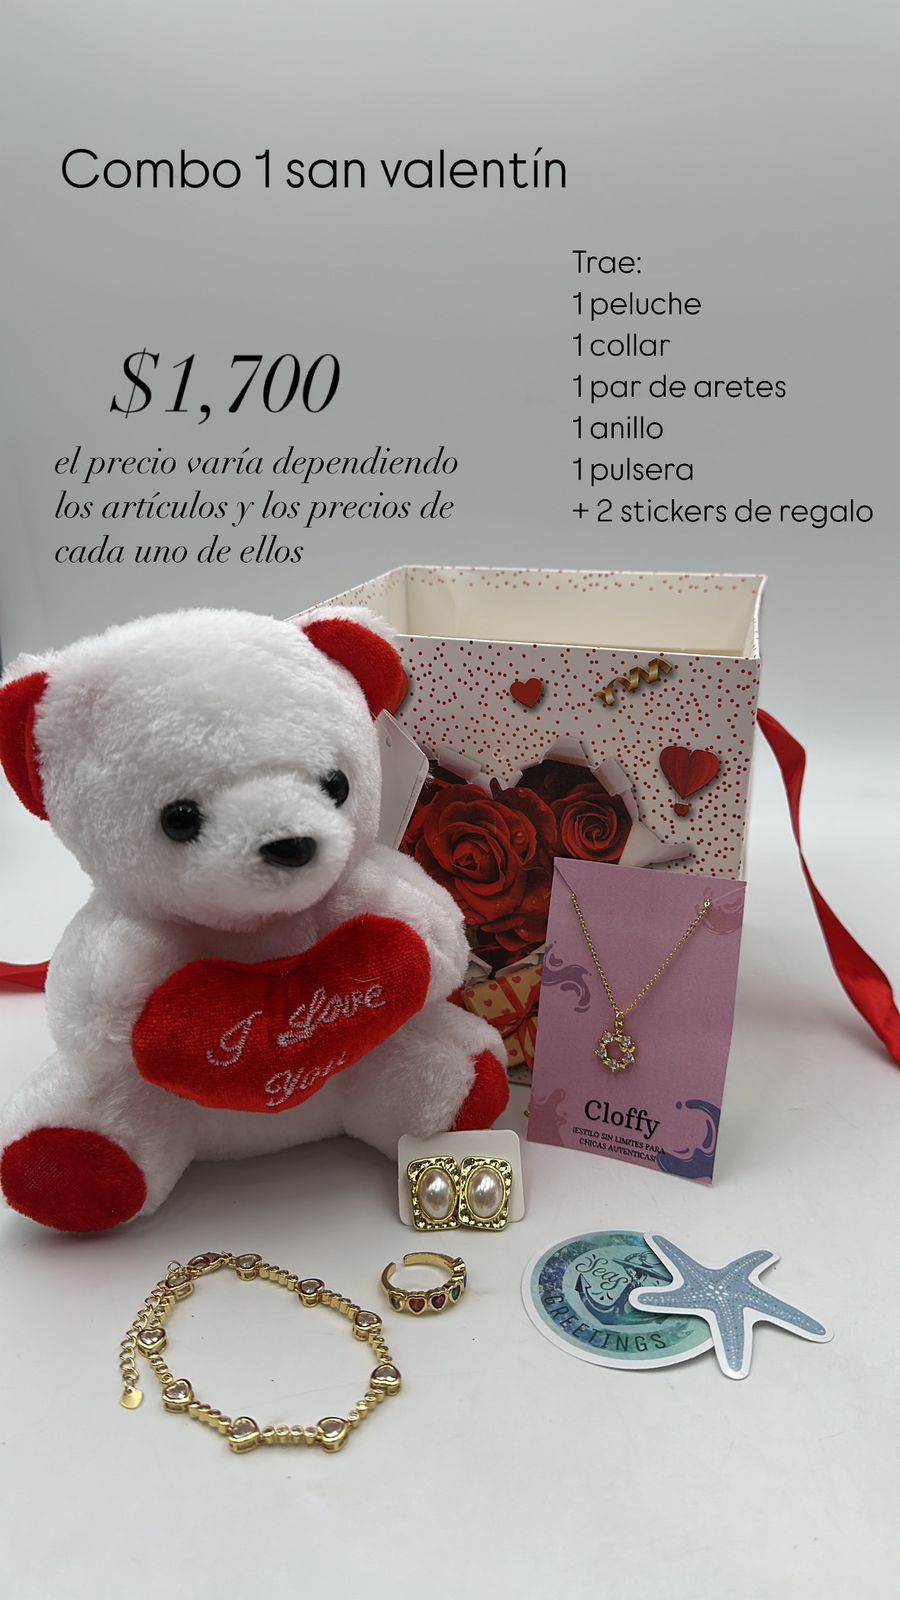 Combo 1 san valentín
Trae:
1 peluche
1 collar
1 par de aretes
1 anillo
1 pulsera
+ 2 stickers de regalo
$1,700
el precio varía dependiendo
los artículos y los precios de
cada uno de ellos
I Love
You
Cloffy
¡ESTILO SIN LIMITES PARA
CHICAS AUTENTICAS!
Seas
GREETINGS